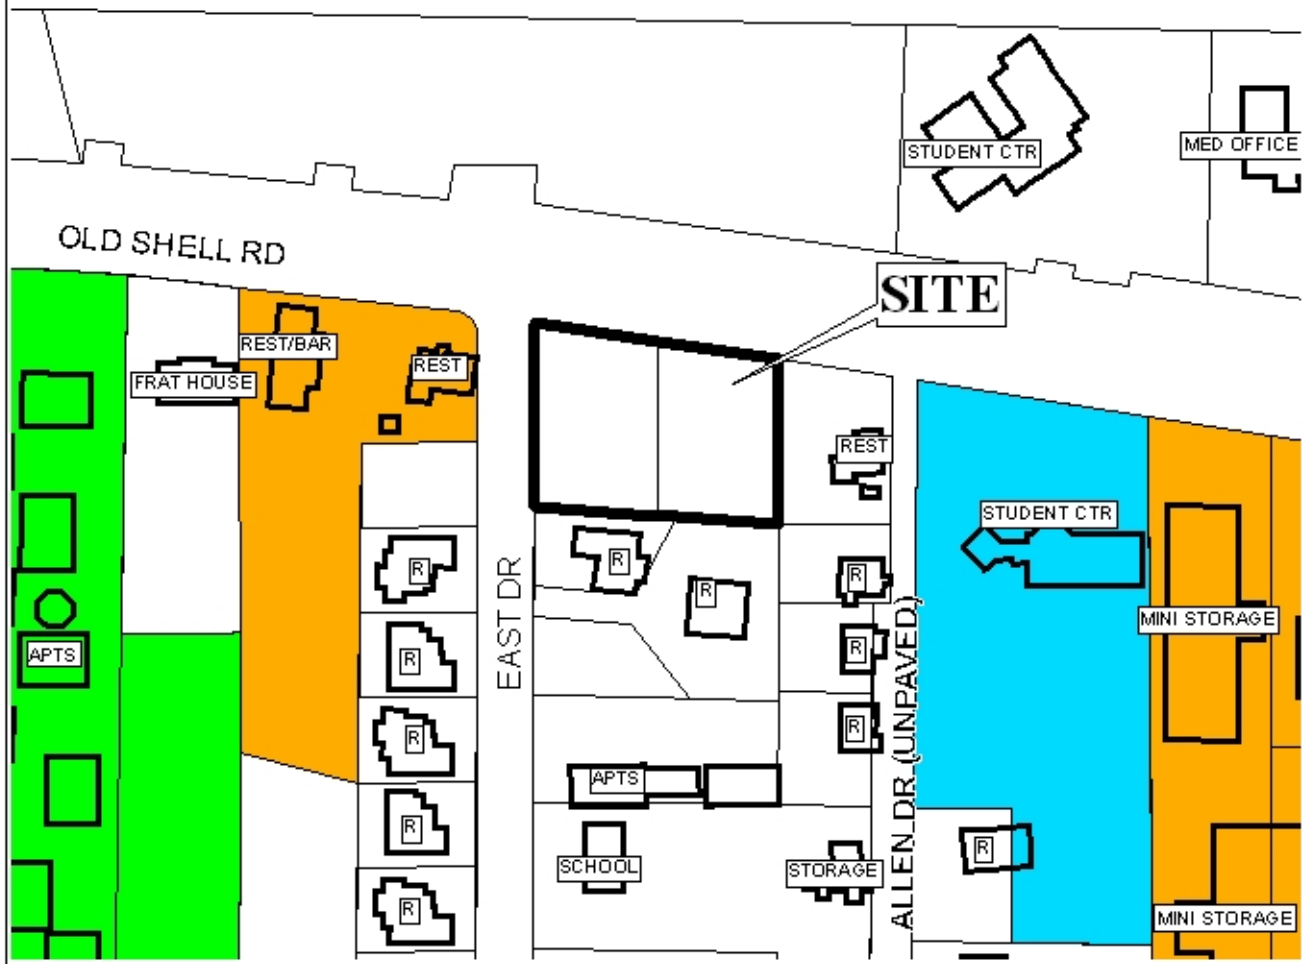 STUDENT CTR
MED OFFICE
OLD SHELL RD
SITE
REST/BAR
REST
FRAT HOUSE
REST
STUDENT CTR
R
R
R
R
EAST DR
MINI STORAGE
R
R
APTS
ALLEN DR (UNPAVED)
R
R
APTS
R
R
SCHOOL
STORAGE
R
MINI STORAGE